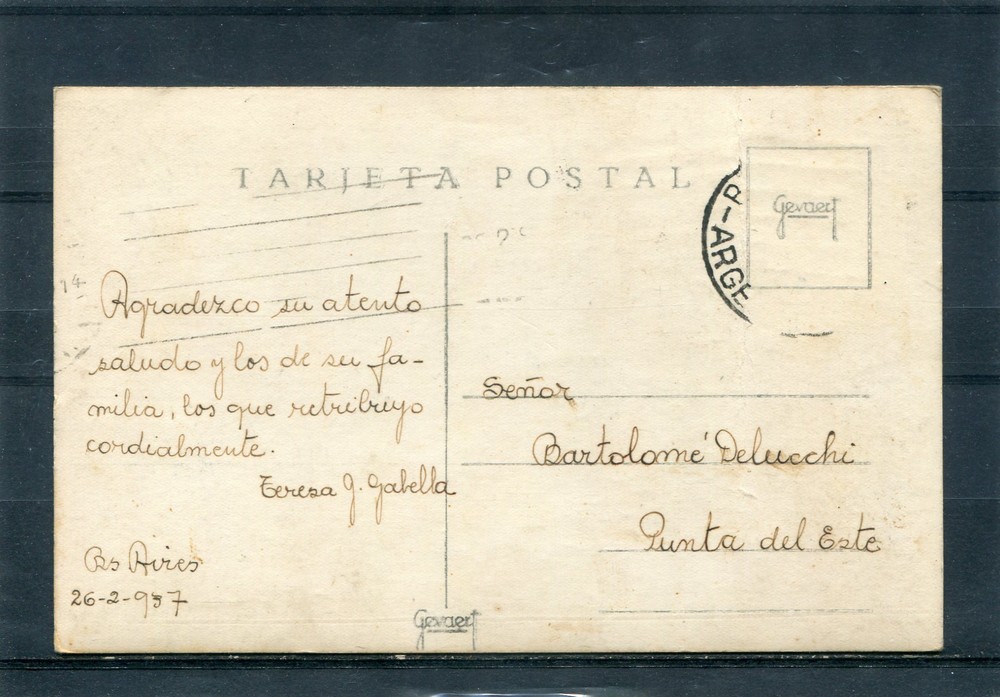 TARJETA POSTAL
P-ARGE
Gevaert
Agradezco su atento
saludo y los de su fa-
milia, los que retribuyo
cordialmente.
Teresa J. Gabella
Bs Aires
26-2-937
Señor
Bartolomé Delucchi
Punta del Este
Gevaert